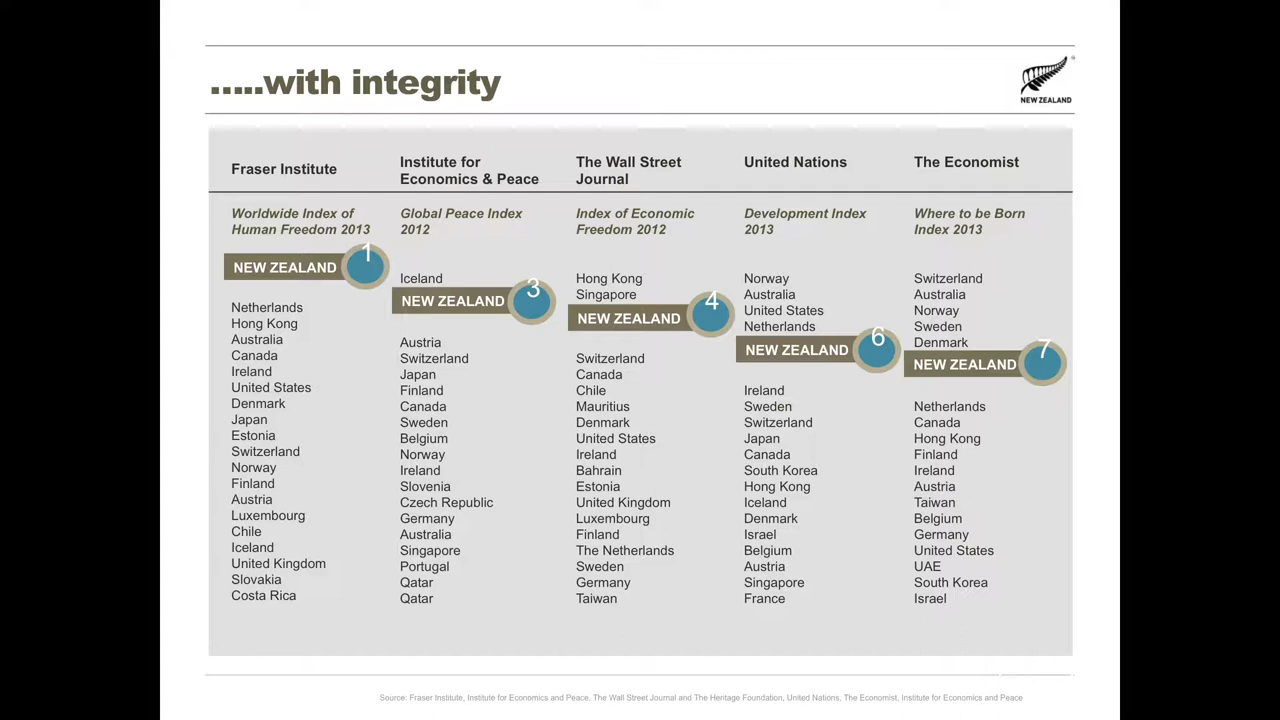 .....with integrity
NEW ZEALAND
Fraser Institute
Worldwide Index of
Human Freedom 2013
NEW ZEALAND 1
Netherlands
Hong Kong
Australia
Canada
Ireland
United States
Denmark
Japan
Estonia
Switzerland
Norway
Finland
Austria
Luxembourg
Chile
Iceland
United Kingdom
Slovakia
Costa Rica
Institute for
Economics & Peace
Global Peace Index
2012
Iceland
NEW ZEALAND 3
Austria
Switzerland
Japan
Finland
Canada
Sweden
Belgium
Norway
Ireland
Slovenia
Czech Republic
Germany
Australia
Singapore
Portugal
Qatar
Qatar
The Wall Street
Journal
Index of Economic
Freedom 2012
Hong Kong
Singapore
NEW ZEALAND 4
Switzerland
Canada
Chile
Mauritius
Denmark
United States
Ireland
Bahrain
Estonia
United Kingdom
Luxembourg
Finland
The Netherlands
Sweden
Germany
Taiwan
United Nations
Development Index
2013
Norway
Australia
United States
Netherlands
NEW ZEALAND 6
Ireland
Sweden
Switzerland
Japan
Canada
South Korea
Hong Kong
Iceland
Denmark
Israel
Belgium
Austria
Singapore
France
The Economist
Where to be Born
Index 2013
Switzerland
Australia
Norway
Sweden
Denmark
NEW ZEALAND 7
Netherlands
Canada
Hong Kong
Finland
Ireland
Austria
Taiwan
Belgium
Germany
United States
UAE
South Korea
Israel
Source: Fraser Institute, Institute for Economics and Peace, The Wall Street Journal and The Heritage Foundation, United Nations, The Economist, Institute for Economics and Peace